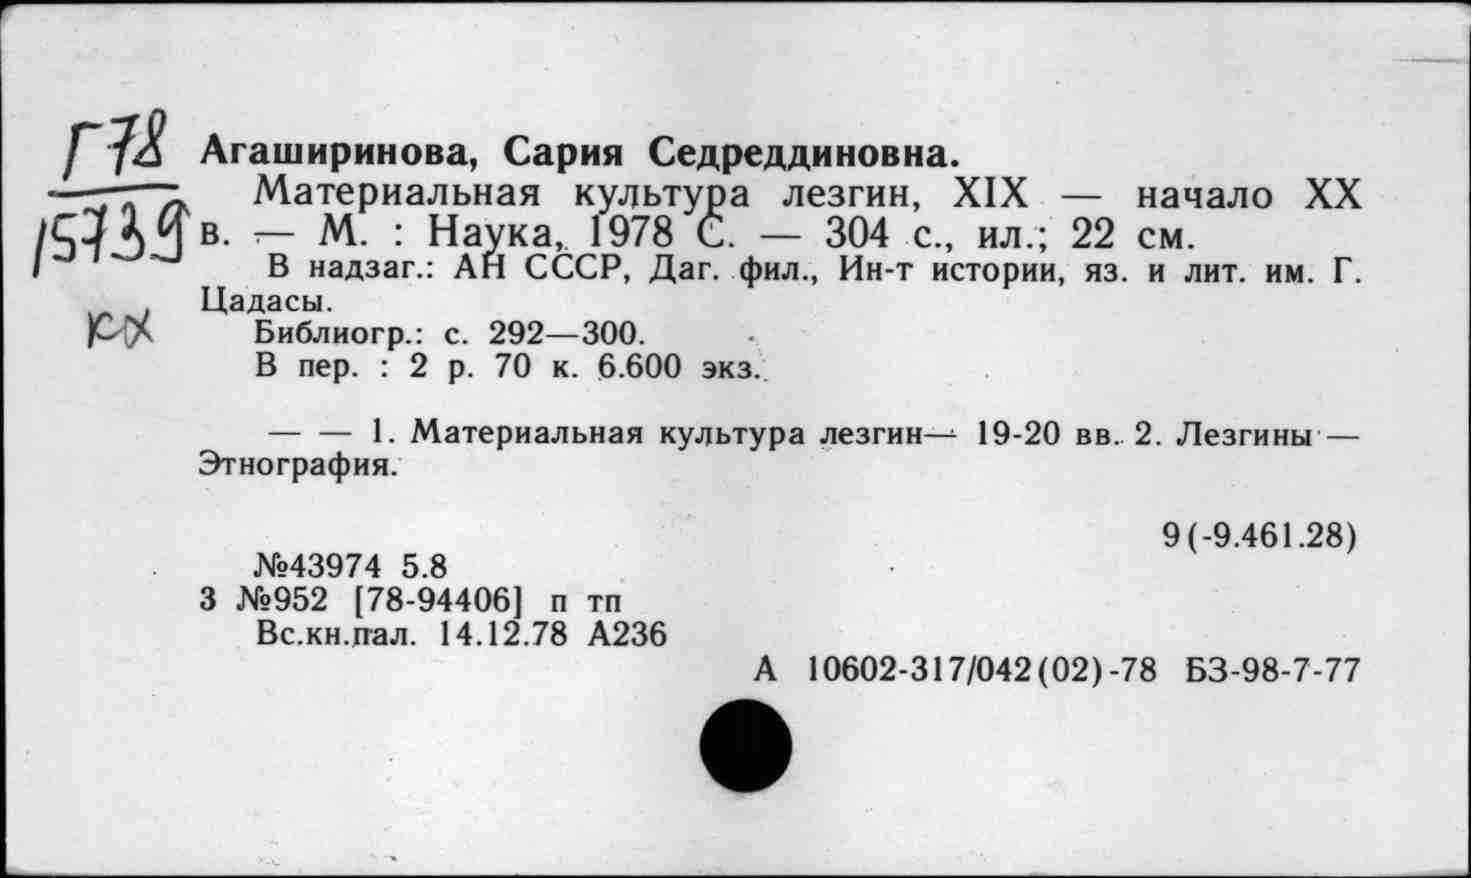 Г78
15739
кх
Агаширинова, Сария Седреддиновна.
Материальная культура лезгин, XIX — начало XX
в. — М. : Наука, 1978 С. — 304 с., ил.; 22 см.
В надзаг.: АН СССР, Даг. фил., Ин-т истории, яз. и лит. им. Г.
Цадасы.
Библиогр.: с. 292—300.
В пер. : 2 р. 70 к. 6.600 экз.
— — 1. Материальная культура лезгин— 19-20 вв. 2. Лезгины —
Этнография.
9(-9.461.28)
№43974 5.8
3 №952 [78-94406] п тп
Вс.кн.пал. 14.12.78 А236
А 10602-317/042(02)-78 БЗ-98-7-77